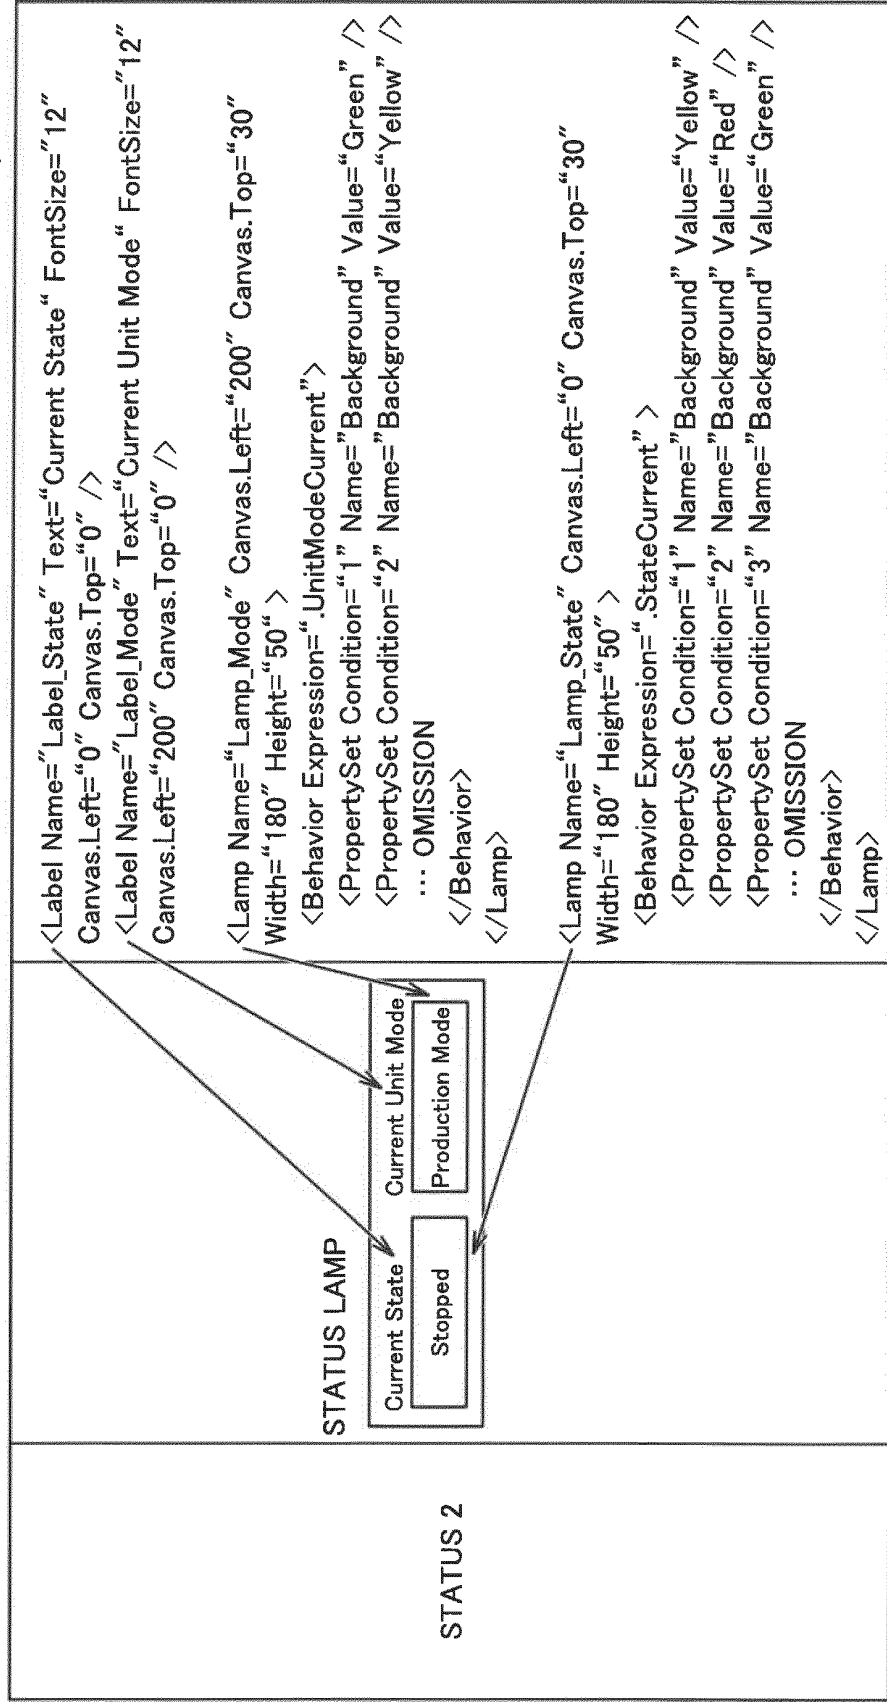 STATUS 2
STATUS LAMP
Current State
Current Unit Mode
Stopped
Production Mode
<Label Name=”Label_State” Text=“Current State“ FontSize=”12”
Canvas.Left=“0” Canvas.Top=“0” />
<Label Name=”Label_Mode” Text=“Current Unit Mode“ FontSize=”12”
Canvas.Left=“200” Canvas.Top=“0” />
<Lamp Name=“Lamp_Mode” Canvas.Left=“200” Canvas.Top=“30”
Width=“180” Height=“50“ >
<Behavior Expression=“.UnitModeCurrent”>
<PropertySet Condition=“1” Name=”Background” Value=“Green” />
<PropertySet Condition=“2” Name=”Background” Value=“Yellow” />
… OMISSION
</Behavior>
</Lamp>
<Lamp Name=“Lamp_State” Canvas.Left=“0” Canvas.Top=“30”
Width=“180” Height=“50” >
<Behavior Expression=“.StateCurrent” >
<PropertySet Condition=“1” Name=”Background” Value=“Yellow” />
<PropertySet Condition=“2” Name=”Background” Value=“Red” />
<PropertySet Condition=“3” Name=”Background” Value=“Green” />
… OMISSION
</Behavior>
</Lamp>